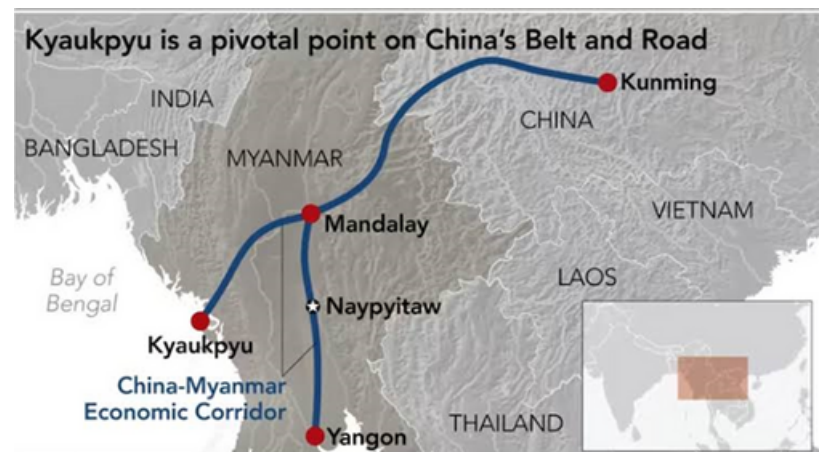 Kyaukpyu is a pivotal point on China's Belt and Road
Kunming
INDIA
CHINA
BANGLADESH
MYANMAR
VIETNAM
Mandalay
LAOS
Bay of
Bengal
Naypyitaw
Kyaukpyu
China-Myanmar
Economic Corridor
THAILAND
Yangon